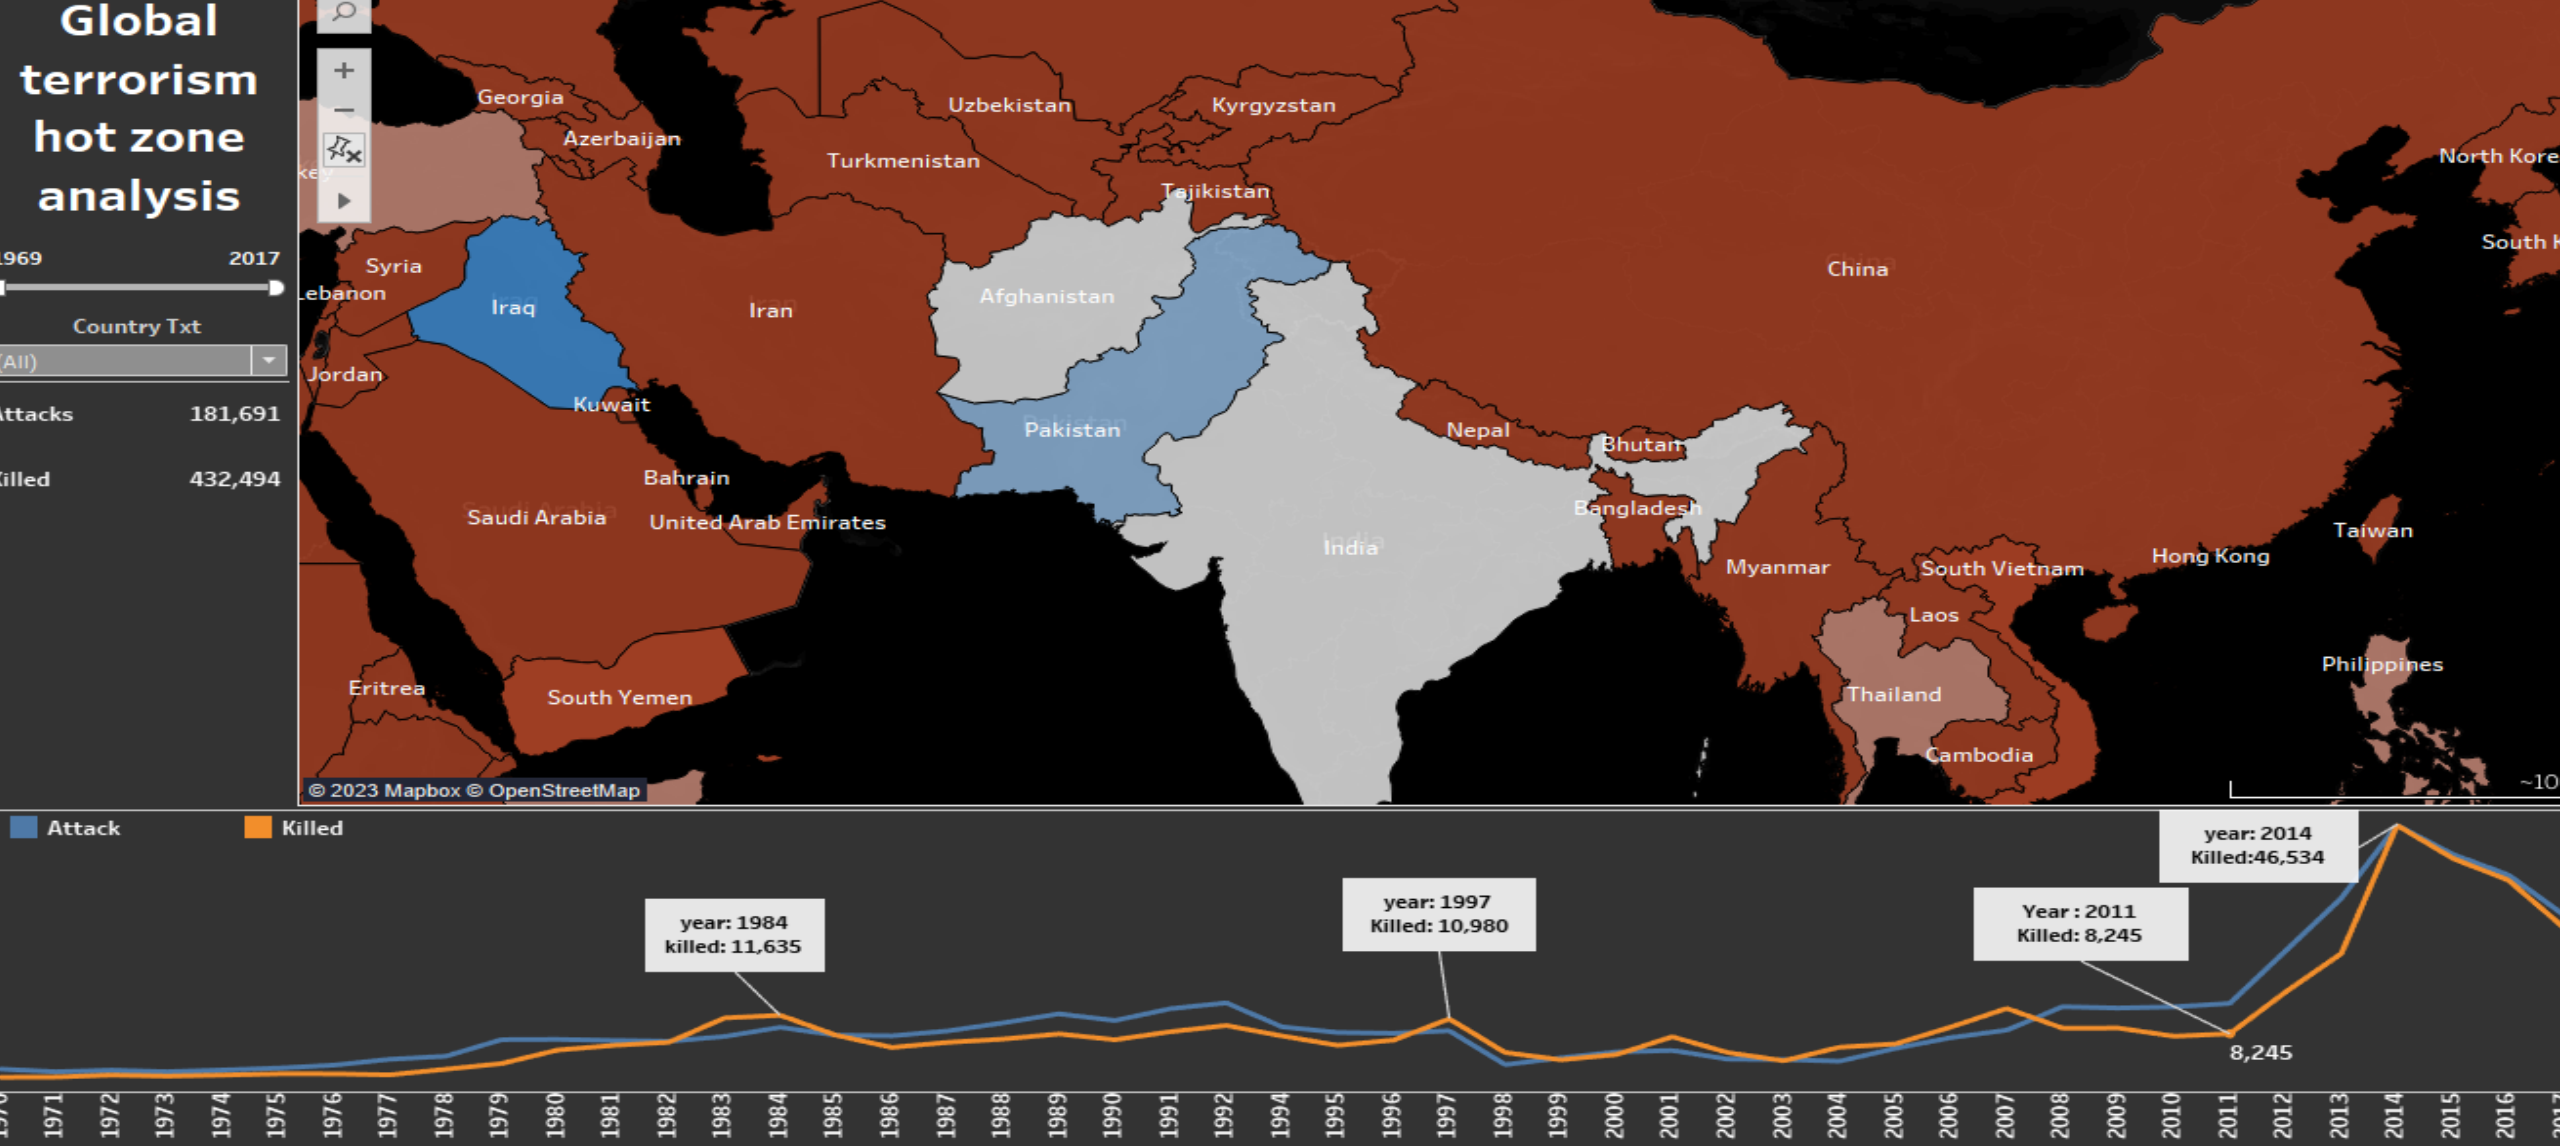 Global
terrorism
hot zone
analysis
1969 2017
Country Txt
(All)
Attacks 181,691
Killed 432,494
Georgia
Azerbaijan
Uzbekistan
Kyrgyzstan
Turkmenistan
Tajikistan
key
Syria
Lebanon
Iraq
Iran
Afghanistan
China
North Kore
South K
Jordan
Kuwait
Pakistan
Nepal
Bhutan
Bahrain
Saudi Arabia
United Arab Emirates
Bangladesh
India
Myanmar
Taiwan
Hong Kong
South Vietnam
Laos
Philippines
Thailand
Eritrea
South Yemen
Cambodia
~10
© 2023 Mapbox © OpenStreetMap
Attack Killed
year: 1984
killed: 11,635
year: 1997
Killed: 10,980
Year : 2011
Killed: 8,245
year: 2014
Killed:46,534
8,245
1970 1971 1972 1973 1974 1975 1976 1977 1978 1979 1980 1981 1982 1983 1984 1985 1986 1987 1988 1989 1990 1991 1992 1994 1995 1996 1997 1998 1999 2000 2001 2002 2003 2004 2005 2006 2007 2008 2009 2010 2011 2012 2013 2014 2015 2016 2017